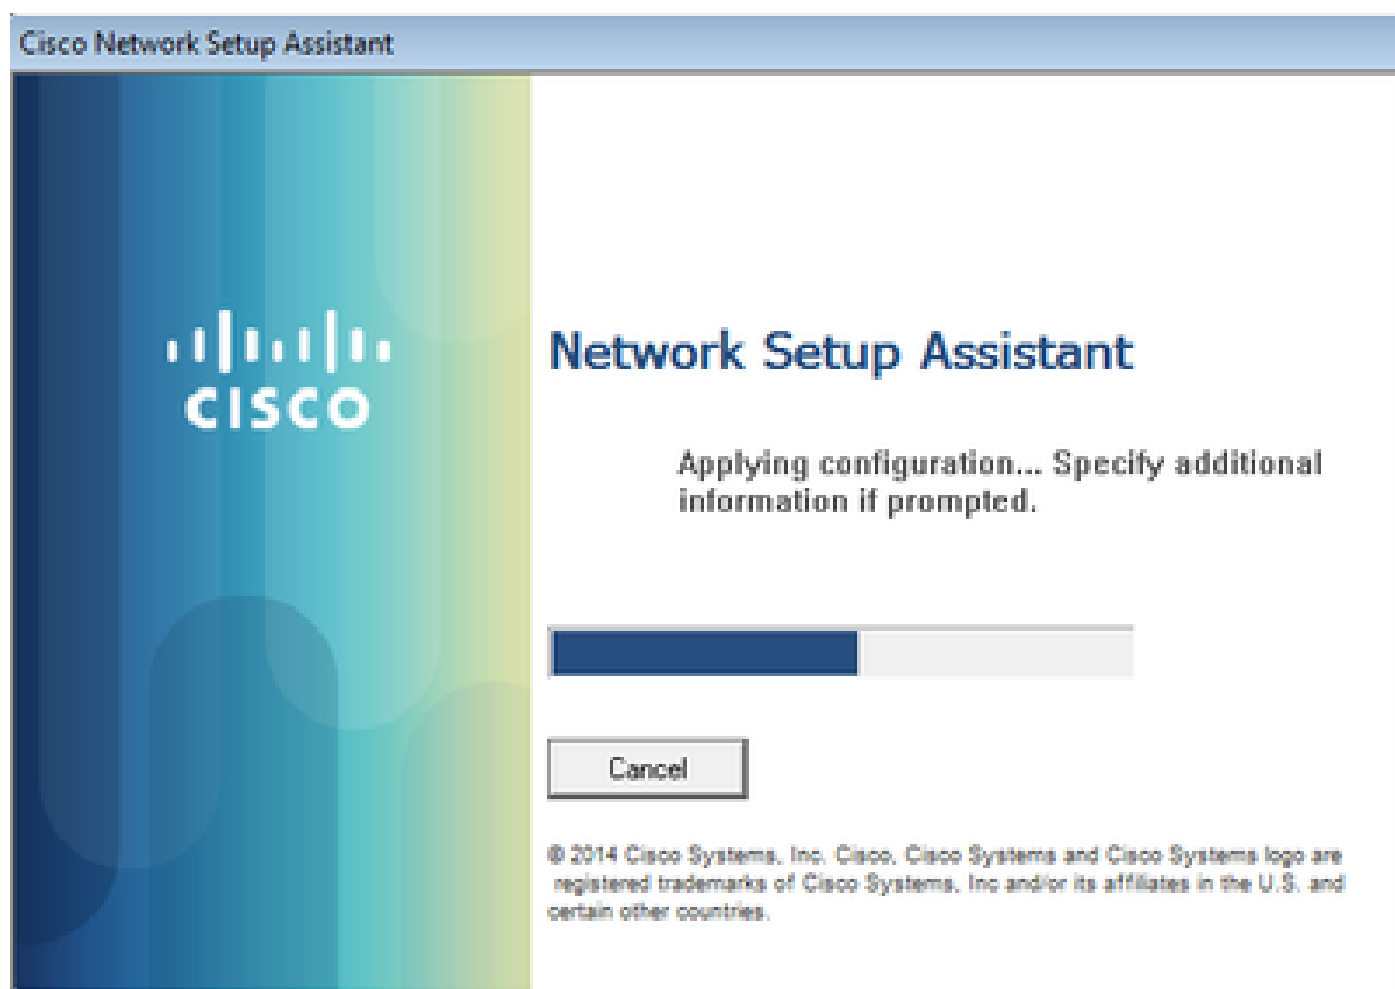 Cisco Network Setup Assistant
CISCO
Network Setup Assistant
Applying configuration... Specify additional
information if prompted.
Cancel
© 2014 Cisco Systems, Inc. Cisco, Cisco Systems and Cisco Systems logo are
registered trademarks of Cisco Systems, Inc and/or its affiliates in the U.S. and
certain other countries.